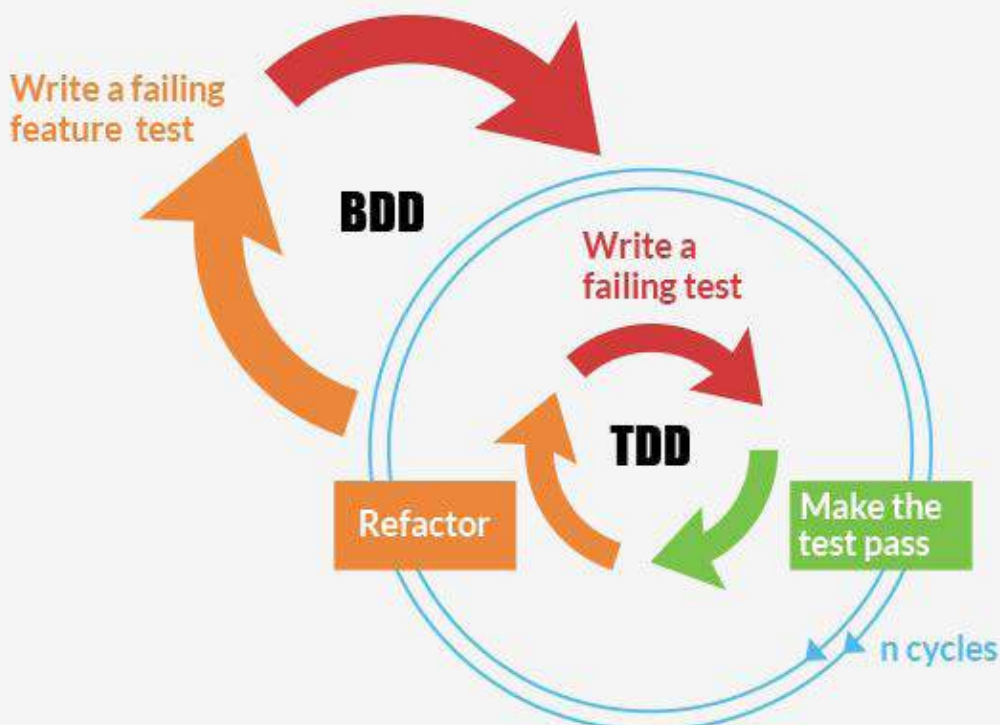 Write a failing
feature test
BDD
Write a
failing test
TDD
Refactor
Make the
test pass
n cycles